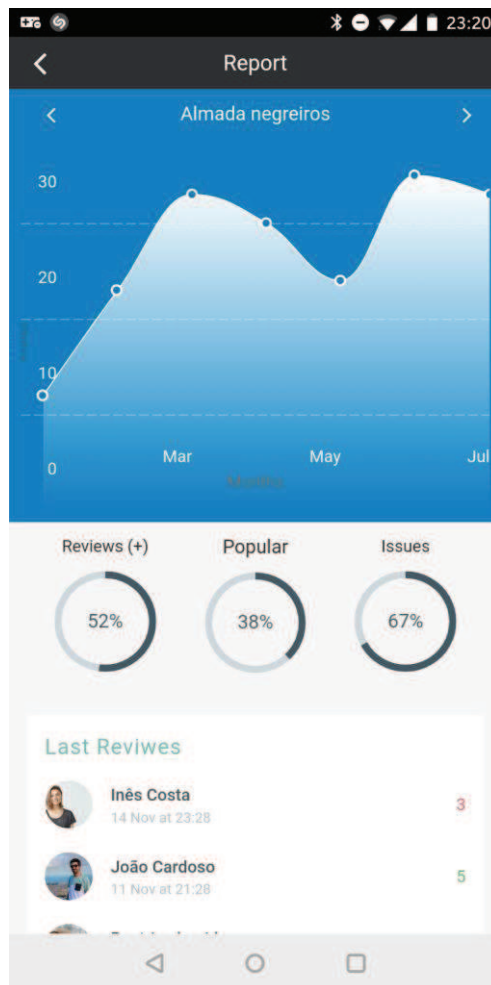 23:20
Report
Almada negreiros
30
20
10
0
Mar May Jul
Months
Reviews (+) Popular Issues
52% 38% 67%
Last Reviwes
Inês Costa
14 Nov at 23:28
3
João Cardoso
11 Nov at 21:28
5